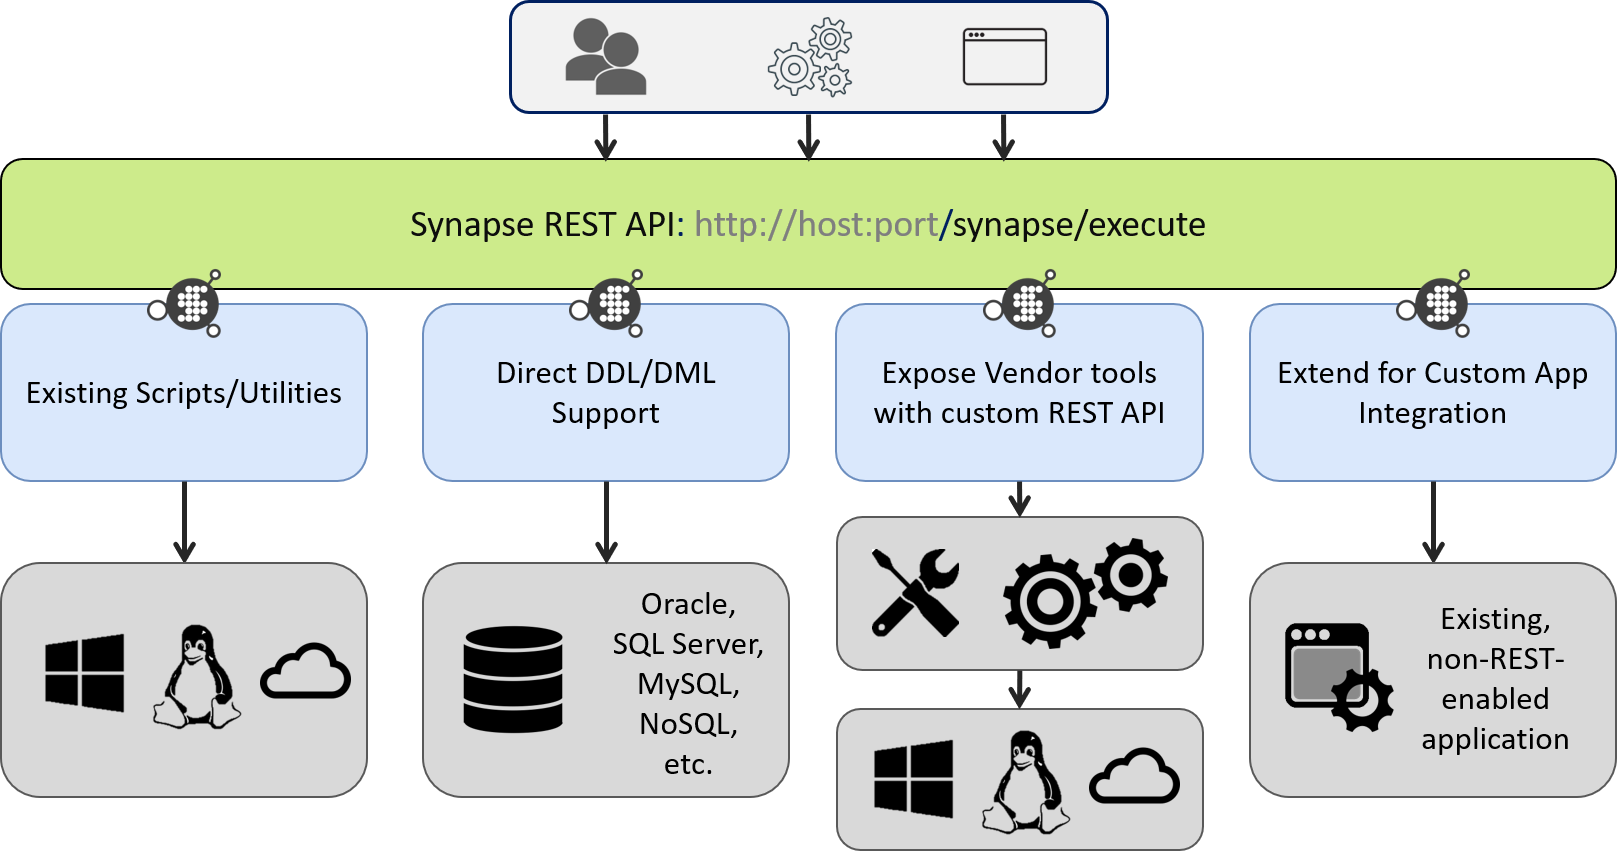 Synapse REST API: http://host:port/synapse/execute
Existing Scripts/Utilities
Direct DDL/DML
Support
Expose Vendor tools
with custom REST API
Extend for Custom App
Integration
Oracle,
SQL Server,
MySQL,
NoSQL,
etc.
Existing,
non-REST-
enabled
application